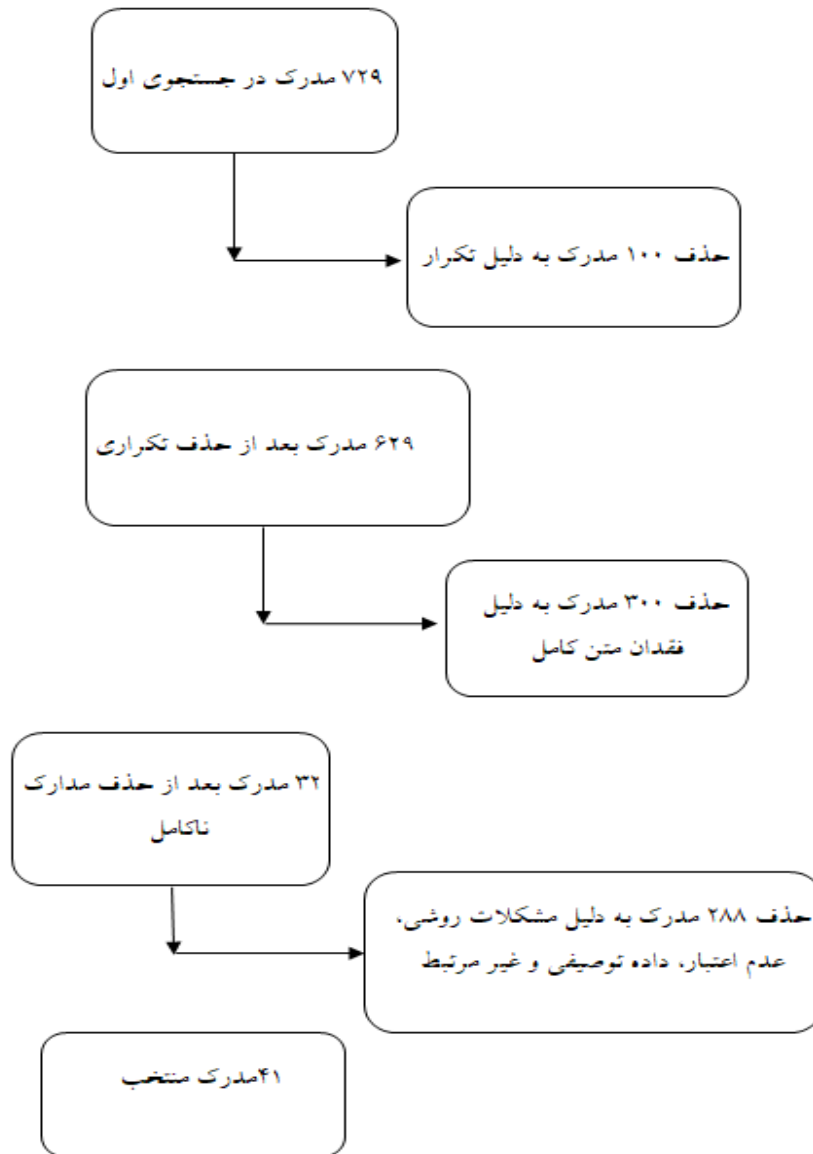 ۷۲۹ مدرک در جستجوی اول
حذف ۱۰۰ مدرک به دلیل تکرار
۶۲۹ مدرک بعد از حذف تکراری
حذف ۳۰۰ مدرک به دلیل
فقدان متن کامل
۳۲ مدرک بعد از حذف مدارک
ناکامل
حذف ۲۸۸ مدرک به دلیل مشکلات روشی،
عدم اعتبار، داده توصیفی و غیر مرتبط
۴۱مدرک منتخب